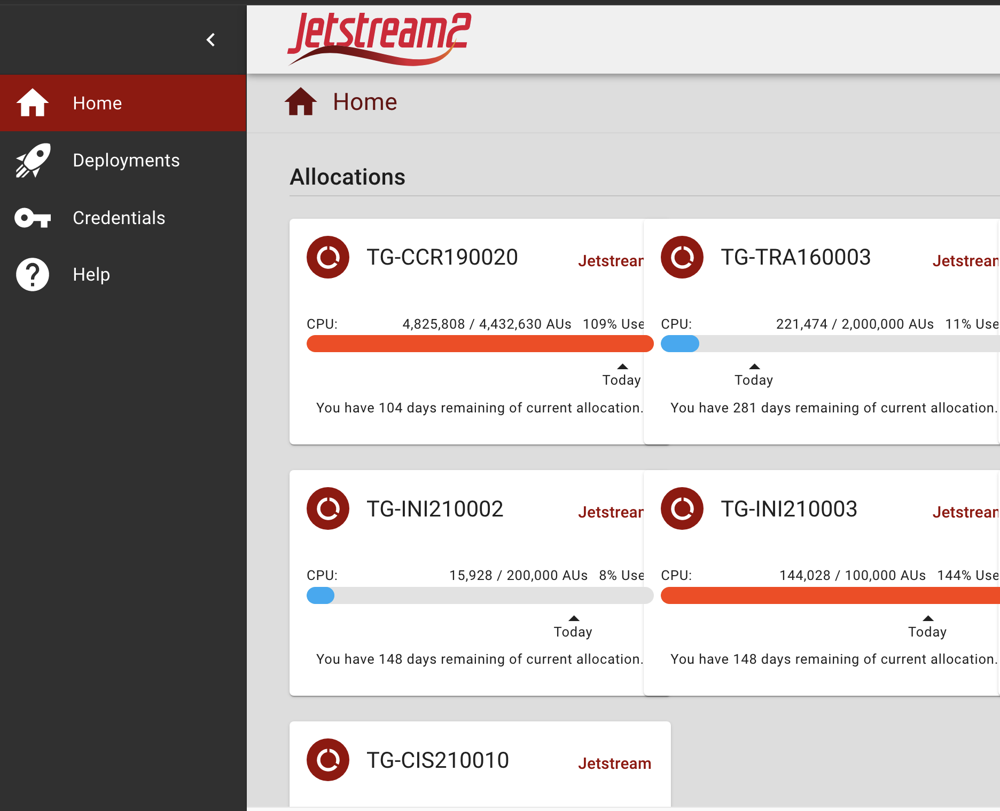 Jetstream2
Home
Deployments
Credentials
Help
Home
Allocations
TG-CCR190020 Jetstream
CPU: 4,825,808 / 4,432,630 AUs 109% Use
Today
You have 104 days remaining of current allocation.
TG-TRA160003 Jetstream
CPU: 221,474 / 2,000,000 AUs 11% Use
Today
You have 281 days remaining of current allocation.
TG-INI210002 Jetstream
CPU: 15,928 / 200,000 AUs 8% Use
Today
You have 148 days remaining of current allocation.
TG-INI210003 Jetstream
CPU: 144,028 / 100,000 AUs 144% Use
Today
You have 148 days remaining of current allocation.
TG-CIS210010 Jetstream